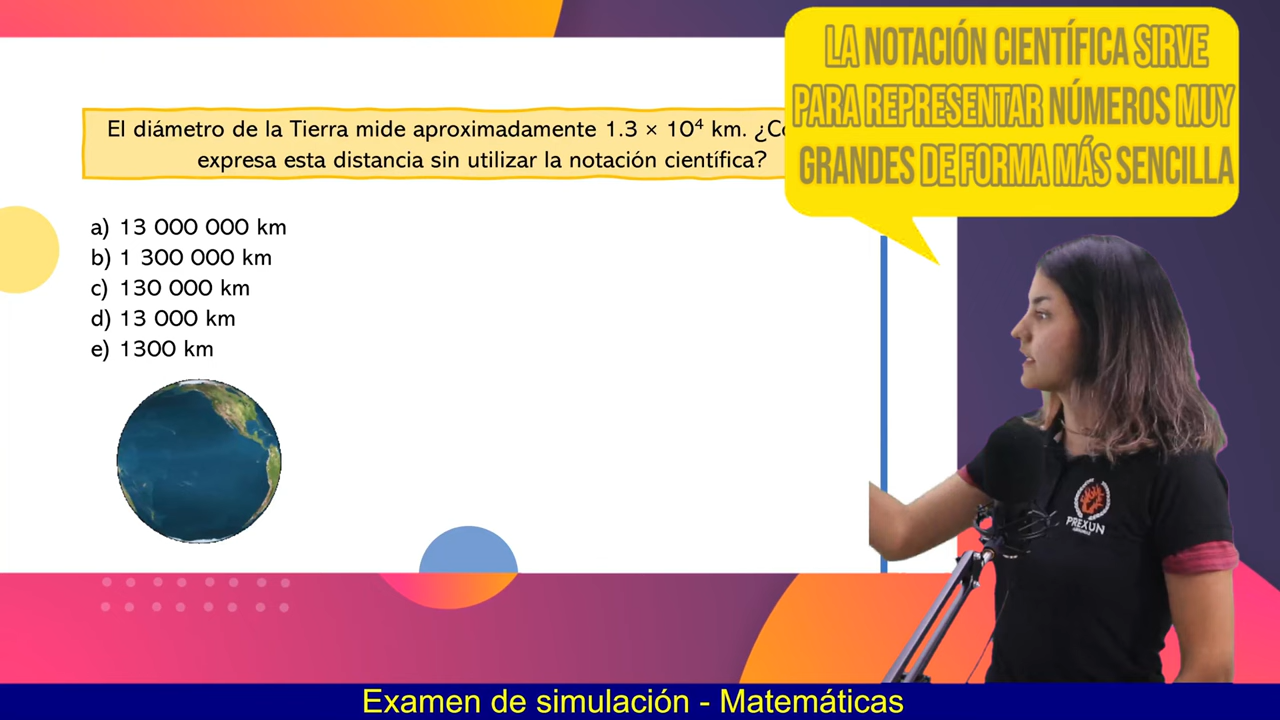 LA NOTACIÓN CIENTÍFICA SIRVE
PARA REPRESENTAR NÚMEROS MUY
GRANDES DE FORMA MÁS SENCILLA
El diámetro de la Tierra mide aproximadamente 1.3 × 10⁴ km.
expresa esta distancia sin utilizar la notación científica?
a) 13 000 000 km
b) 1 300 000 km
c) 130 000 km
d) 13 000 km
e) 1300 km
PREXUN
Examen de simulación - Matemáticas